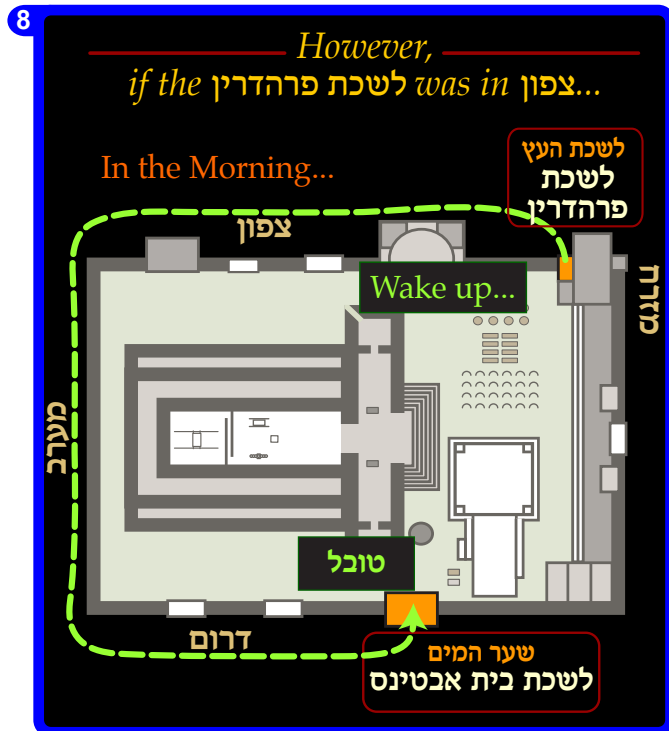 8
However,
if the לשכת פרהדרין was in צפון...
In the Morning...
לשכת העץ
לשכת
פרהדרין
צפון
מזרח
Wake up...
מערב
טובל
דרום
שער המים
לשכת בית אבטינס